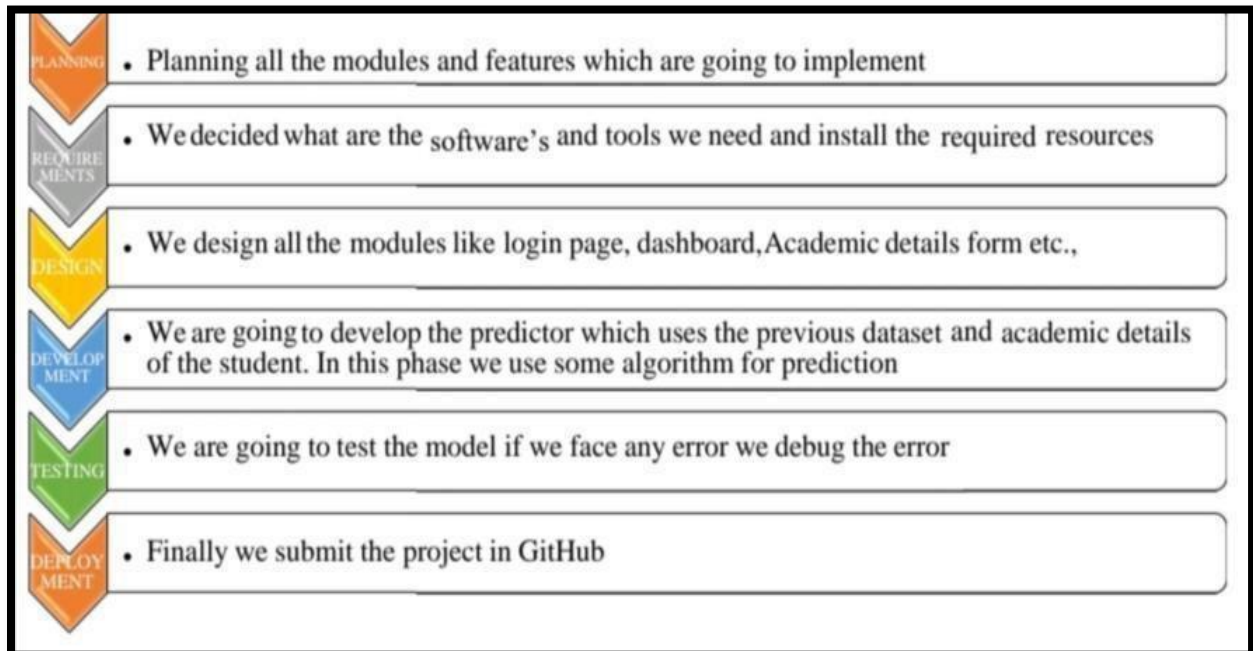 PLANNING
• Planning all the modules and features which are going to implement
REQUIRE
MENTS
• We decided what are the software's and tools we need and install the required resources
DESIGN
• We design all the modules like login page, dashboard,Academic details form etc.,
DEVELOP
MENT
• We are going to develop the predictor which uses the previous dataset and academic details
of the student. In this phase we use some algorithm for prediction
TESTING
• We are going to test the model if we face any error we debug the error
DEPLOY
MENT
• Finally we submit the project in GitHub